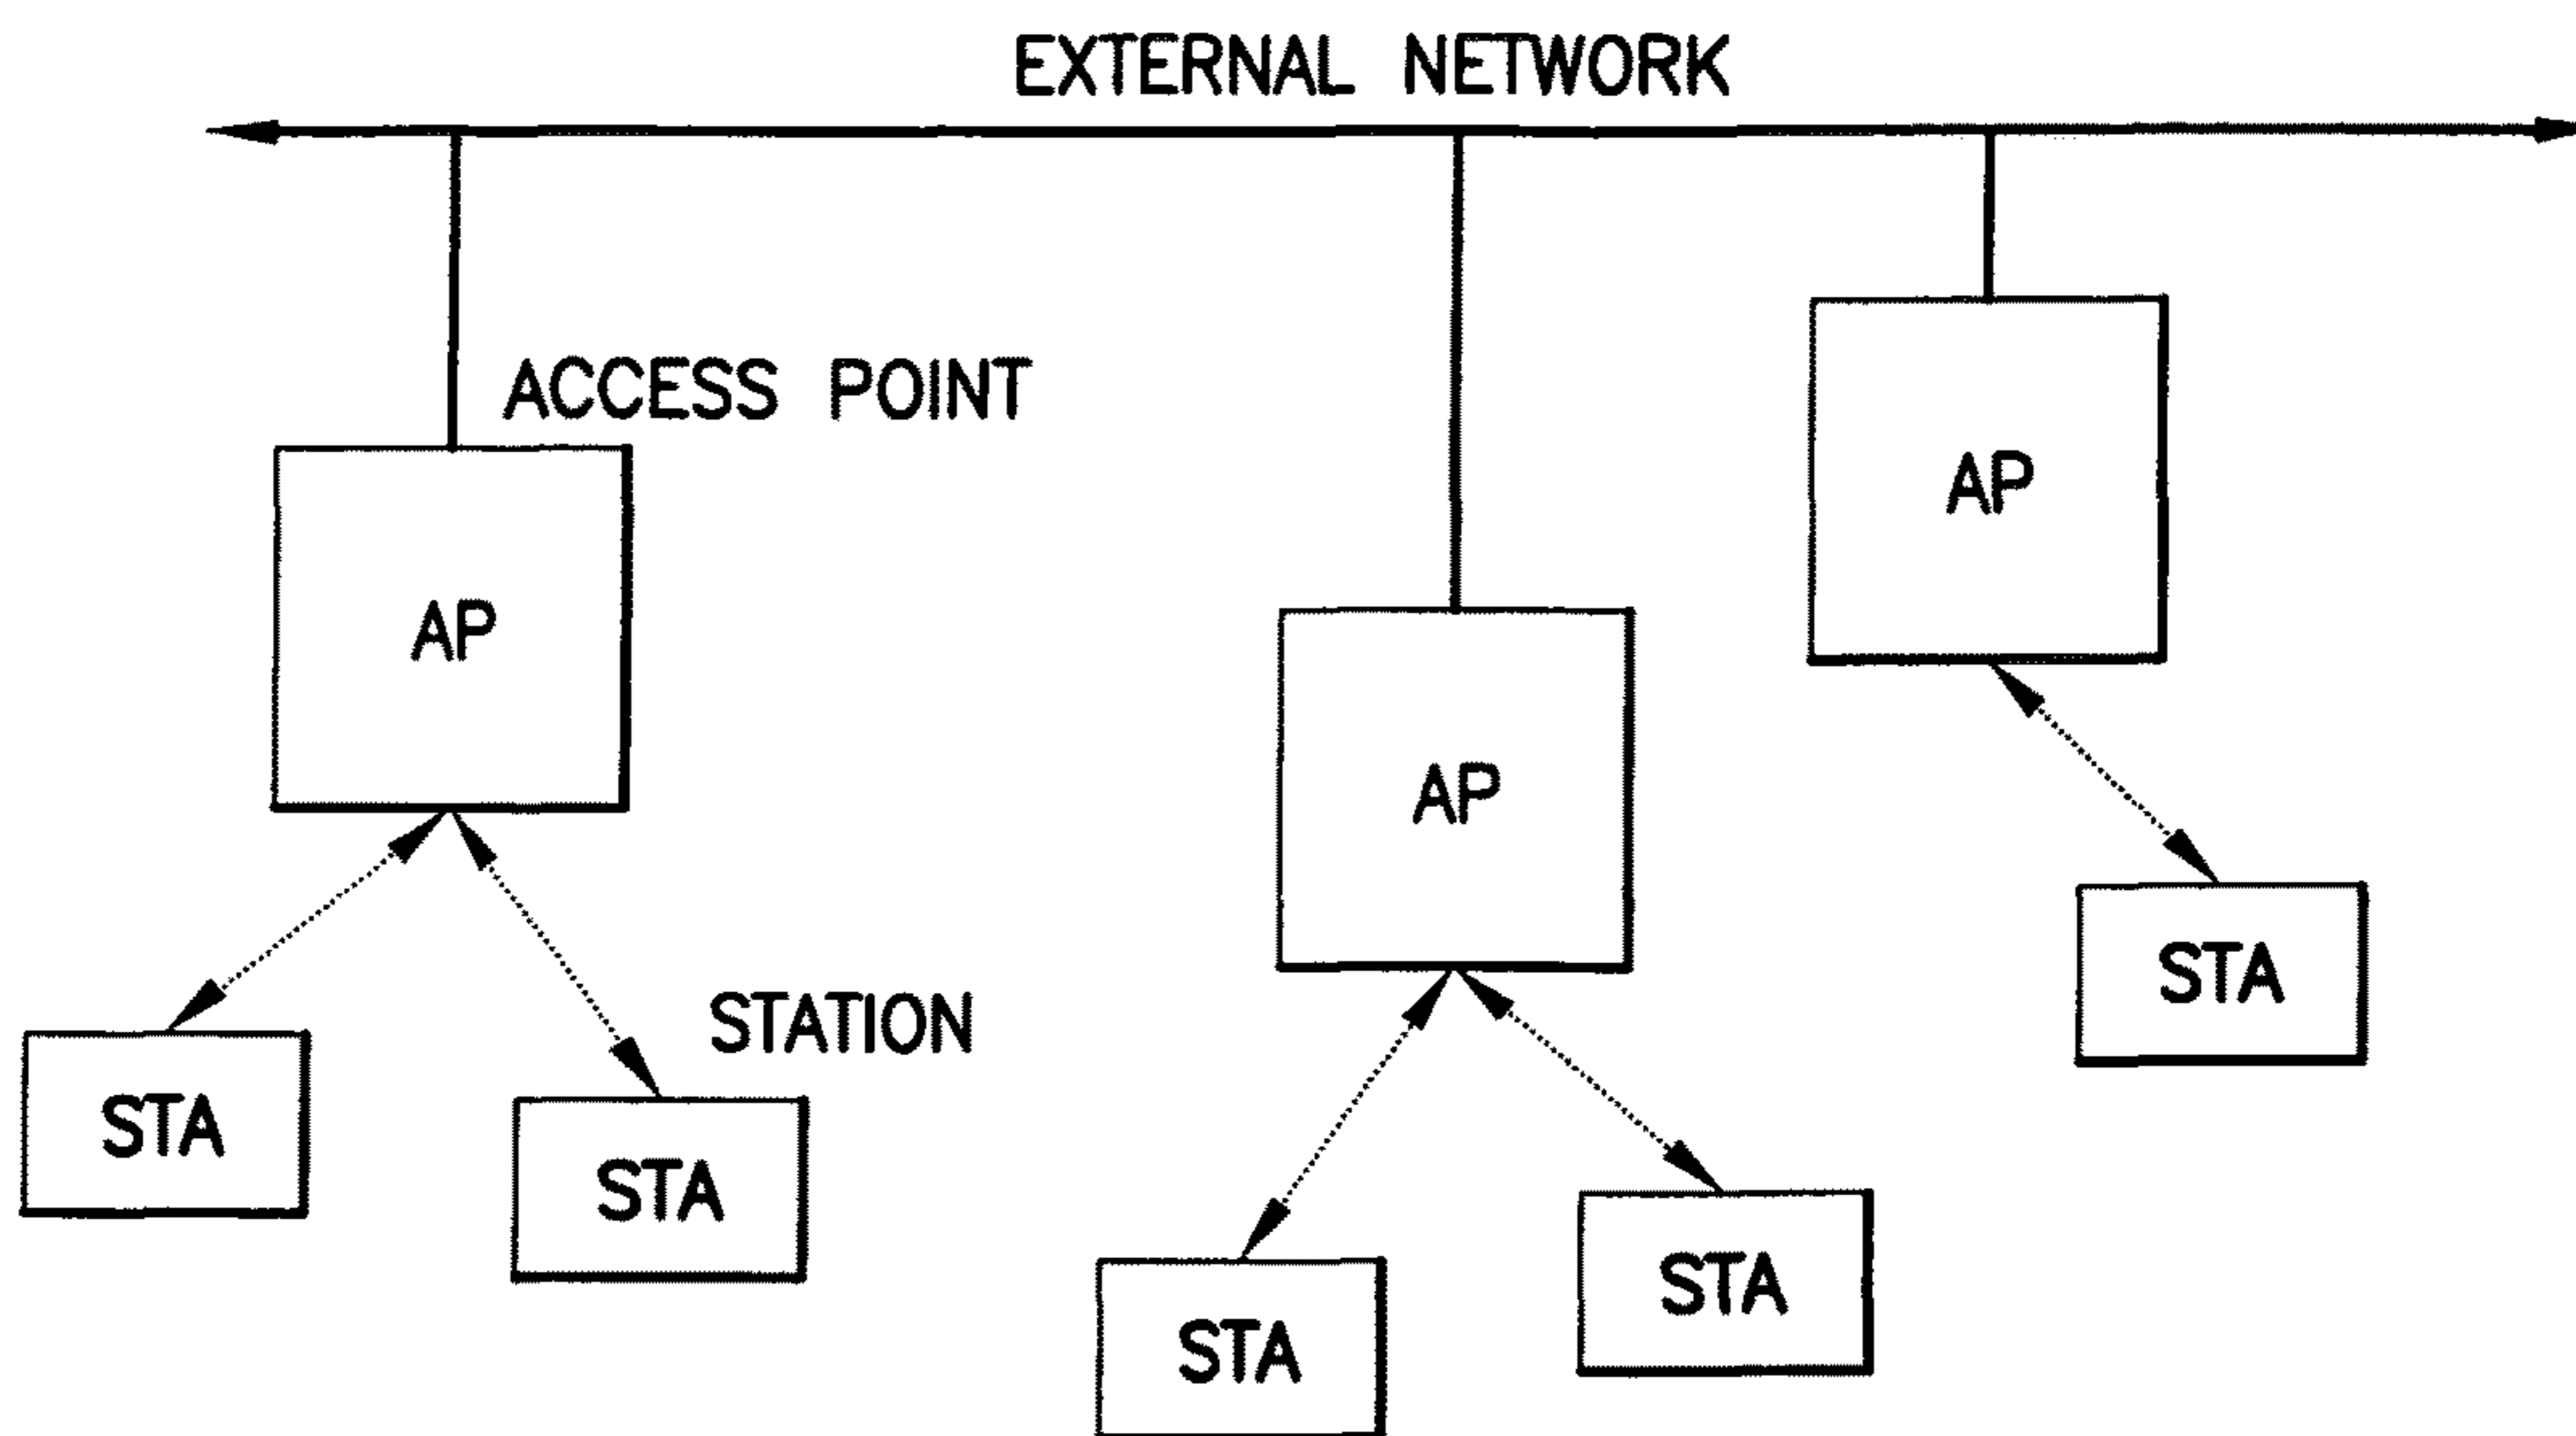 EXTERNAL NETWORK
ACCESS POINT
AP
AP
AP
STATION
STA
STA
STA
STA
STA